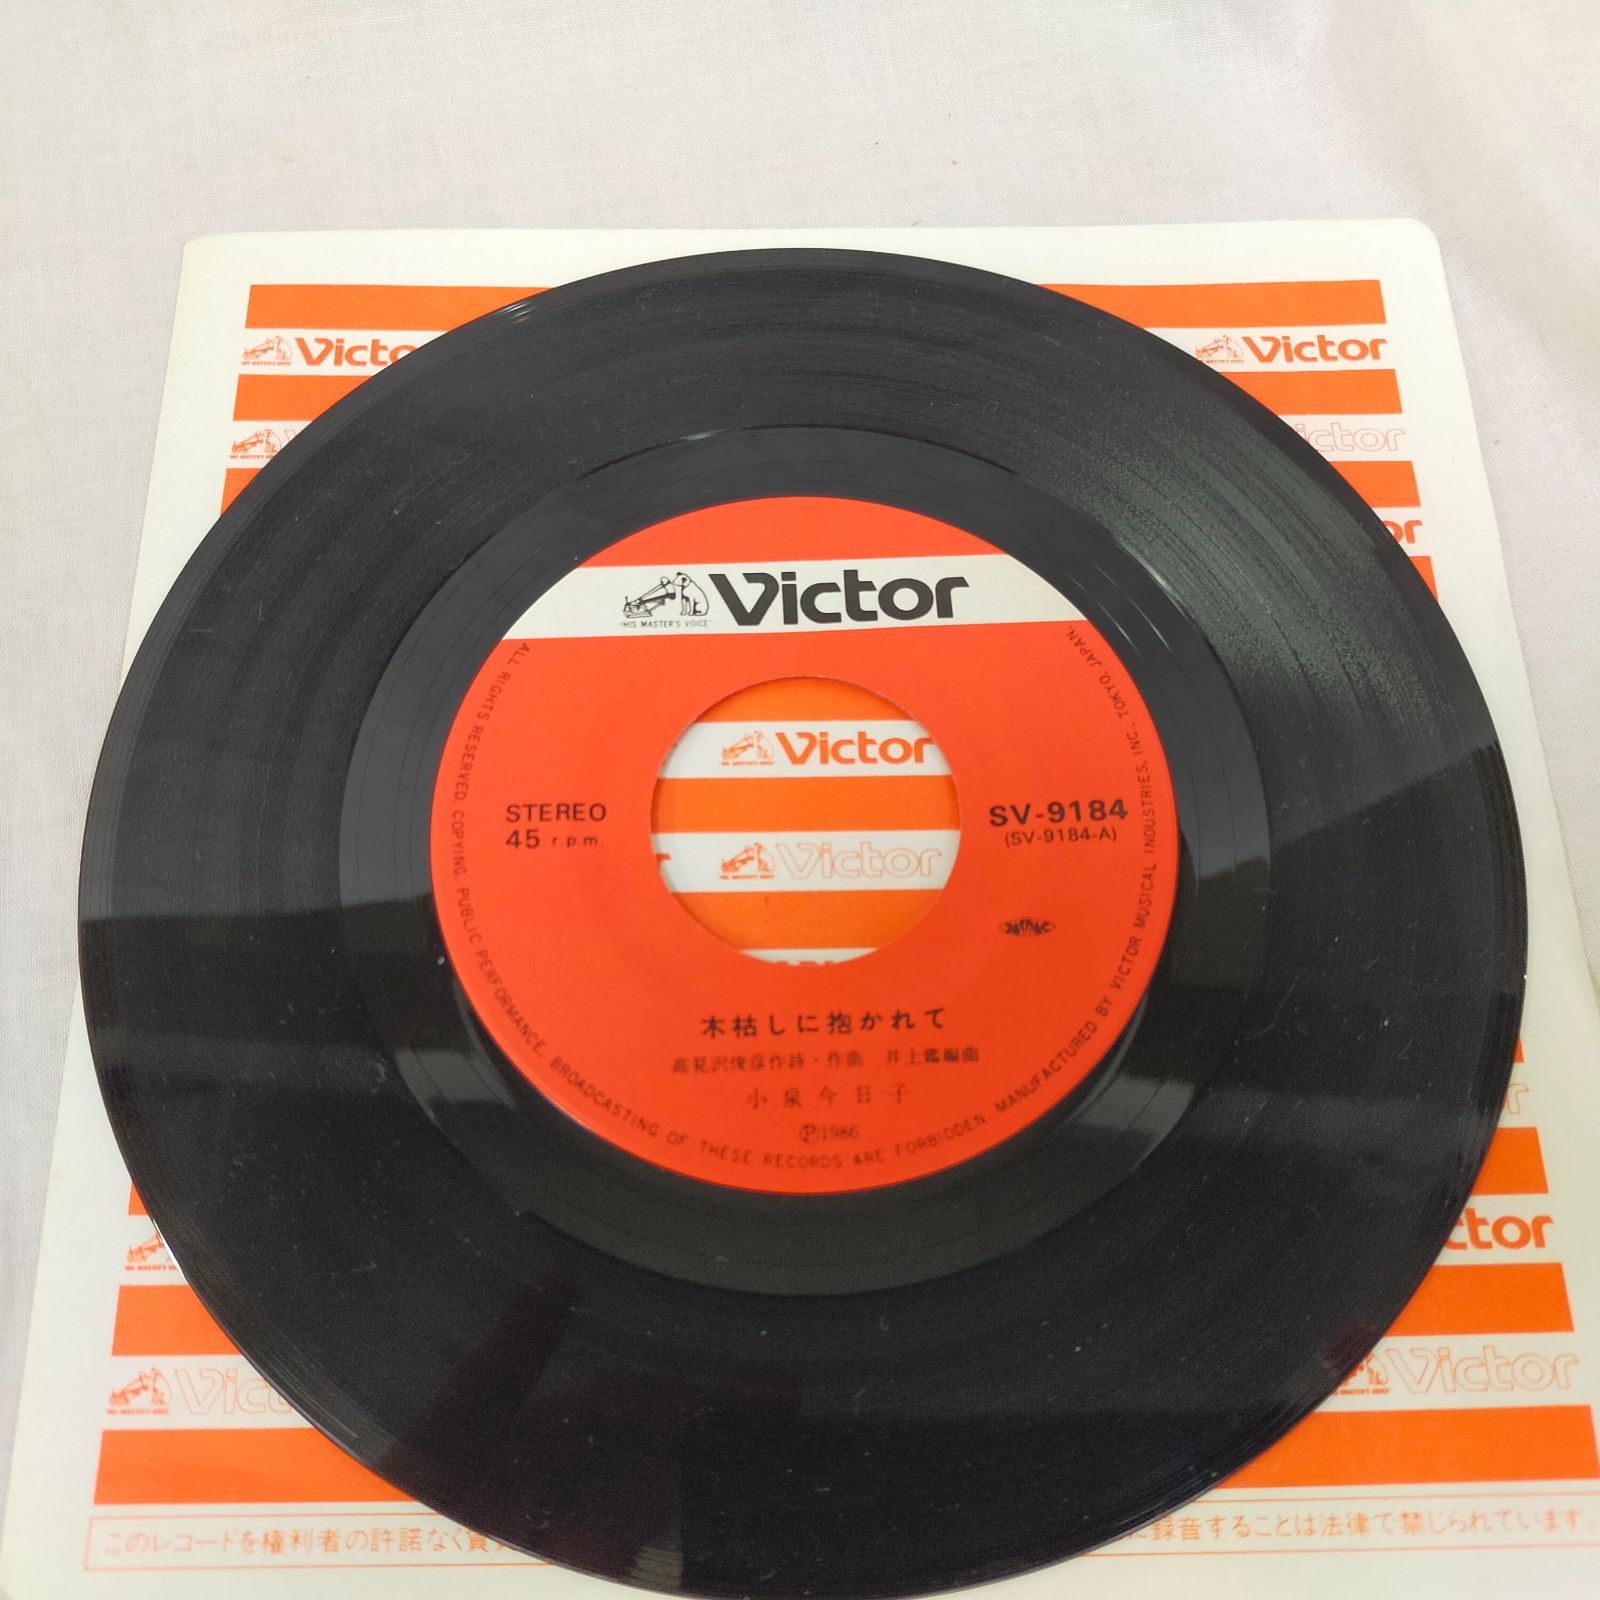 Victor
Victor
Victor
"HIS MASTER'S VOICE"
Victor
Victor
STEREO
45 r.p.m.
SV-9184
(SV-9184-A)
Victor
木枯しに抱かれて
高見沢俊彦作詩・作曲 井上鑑編曲
小泉今日子
Ⓟ1986
ALL RIGHTS RESERVED. COPYING, PUBLIC PERFORMANCE, BROADCASTING OF THESE RECORDS ARE FORBIDDEN MANUFACTURED BY VICTOR MUSICAL INDUSTRIES, INC., TOKYO, JAPAN.
Victor
このレコードを権利者の許諾なく
録音することは法律で禁じられています。